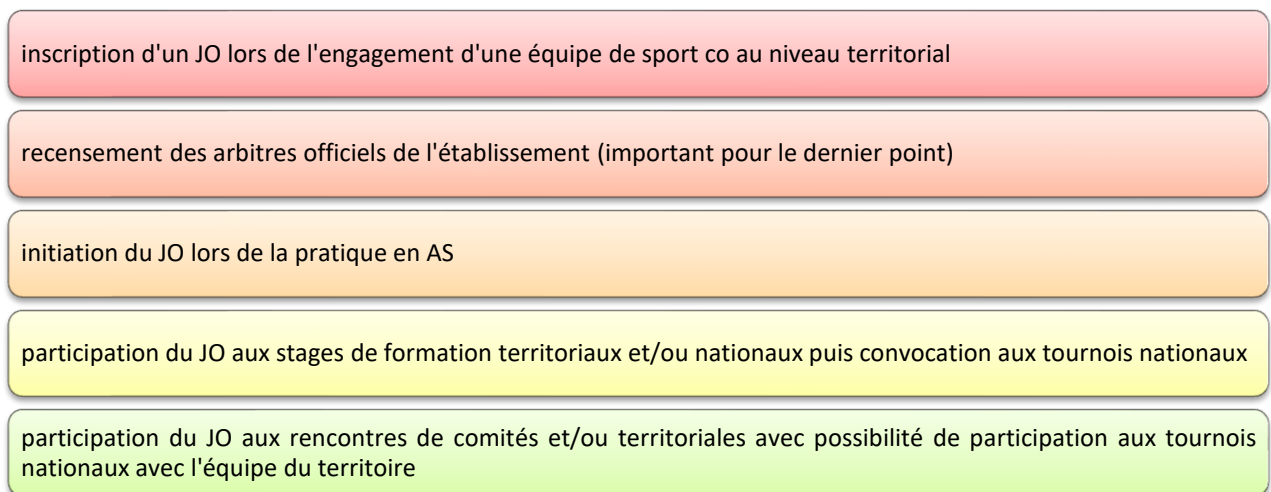 inscription d'un JO lors de l'engagement d'une équipe de sport co au niveau territorial
recensement des arbitres officiels de l'établissement (important pour le dernier point)
initiation du JO lors de la pratique en AS
participation du JO aux stages de formation territoriaux et/ou nationaux puis convocation aux tournois nationaux
participation du JO aux rencontres de comités et/ou territoriales avec possibilité de participation aux tournois
nationaux avec l'équipe du territoire